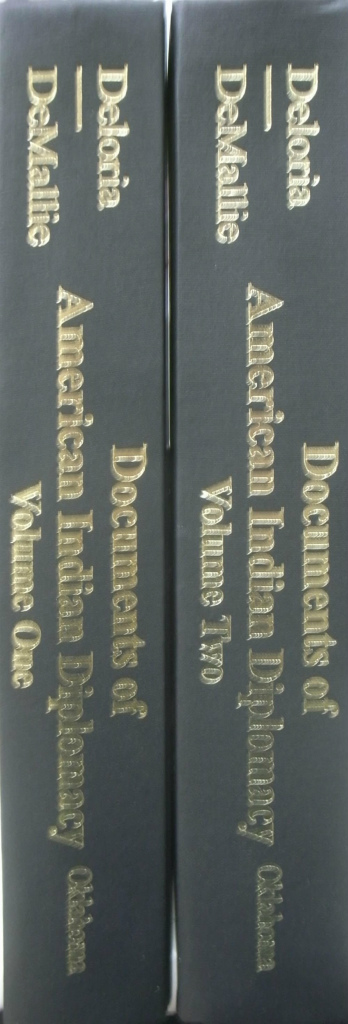 Deloria
DeMallie
Documents of
American Indian Diplomacy
Volume One
Oklahoma
Deloria
DeMallie
Documents of
American Indian Diplomacy
Volume Two
Oklahoma